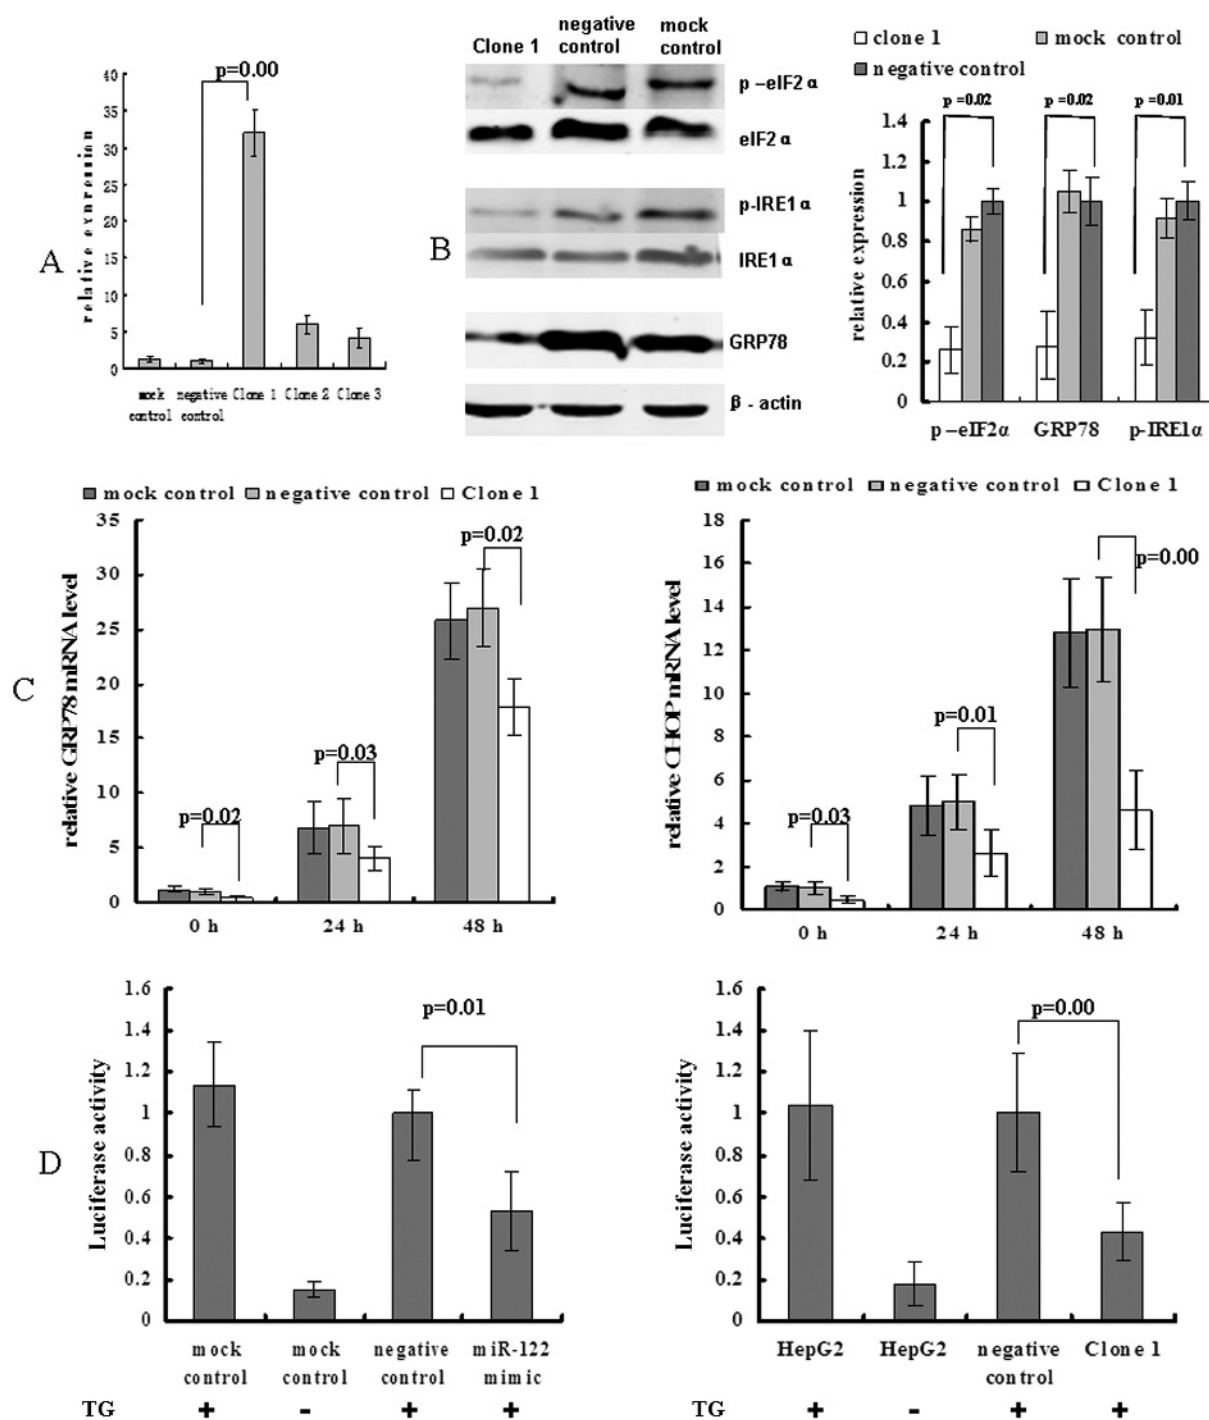 A
p=0.00
relative expression
40
35
30
25
20
15
10
5
0
mock control
negative control
Clone 1
Clone 2
Clone 3
B
Clone 1
negative control
mock control
p –eIF2 α
eIF2 α
p-IRE1 α
IRE1 α
GRP78
β - actin
clone 1
mock control
negative control
p =0.02
p =0.02
p =0.01
relative expression
1.4
1.2
1
0.8
0.6
0.4
0.2
0
p –eIF2α
GRP78
p-IRE1α
C
mock control
negative control
Clone 1
relative GRP78 mRNA level
35
30
25
20
15
10
5
0
p=0.02
p=0.03
p=0.02
0 h
24 h
48 h
mock control
negative control
Clone 1
relative CHOP mRNA level
18
16
14
12
10
8
6
4
2
0
p=0.03
p=0.01
p=0.00
0 h
24 h
48 h
D
Luciferase activity
1.6
1.4
1.2
1
0.8
0.6
0.4
0.2
0
p=0.01
mock control
mock control
negative control
miR-122 mimic
TG
+
-
+
+
Luciferase activity
1.6
1.4
1.2
1
0.8
0.6
0.4
0.2
0
p=0.00
HepG2
HepG2
negative control
Clone 1
TG
+
-
+
+